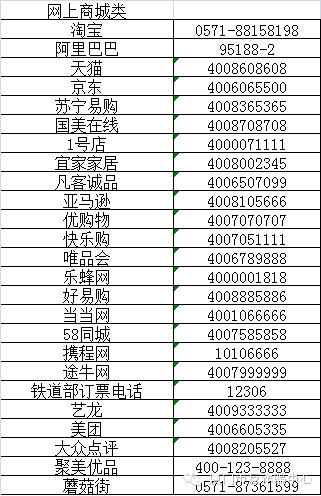 网上商城类
淘宝 0571-88158198
阿里巴巴 95188-2
天猫 4008608608
京东 4006065500
苏宁易购 4008365365
国美在线 4008708708
1号店 4000071111
宜家家居 4008002345
凡客诚品 4006507099
亚马逊 4008105666
优购物 4007070707
快乐购 4007051111
唯品会 4006789888
乐蜂网 4000001818
好易购 4008885886
当当网 4001066666
58同城 4007585858
携程网 10106666
途牛网 4007999999
铁道部订票电话 12306
艺龙 4009333333
美团 4006605335
大众点评 4008205527
聚美优品 400-123-8888
蘑菇街 0571-87361599